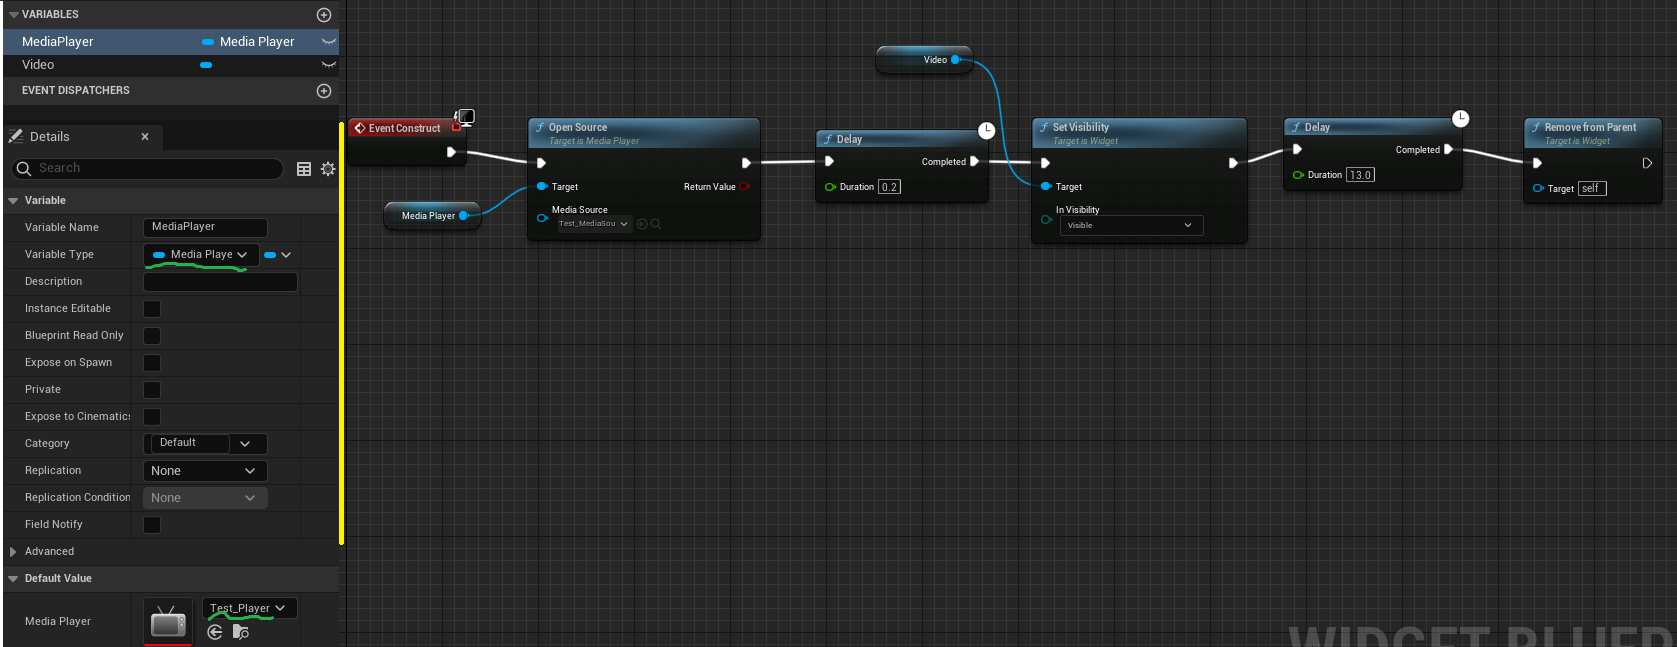 VARIABLES
MediaPlayer Media Player
Video
EVENT DISPATCHERS
Details
Search
Variable
Variable Name MediaPlayer
Variable Type Media Playe
Description
Instance Editable
Blueprint Read Only
Expose on Spawn
Private
Expose to Cinematics
Category Default
Replication None
Replication Condition None
Field Notify
Advanced
Default Value
Media Player Test_Player
Event Construct
Media Player
Open Source
Target is Media Player
Target
Return Value
Media Source
Test_MediaSou
Video
Delay
Completed
Duration 0.2
Set Visibility
Target is Widget
Target
In Visibility
Visible
Delay
Completed
Duration 13.0
Remove from Parent
Target is Widget
Target self
WIDGET BLUEP